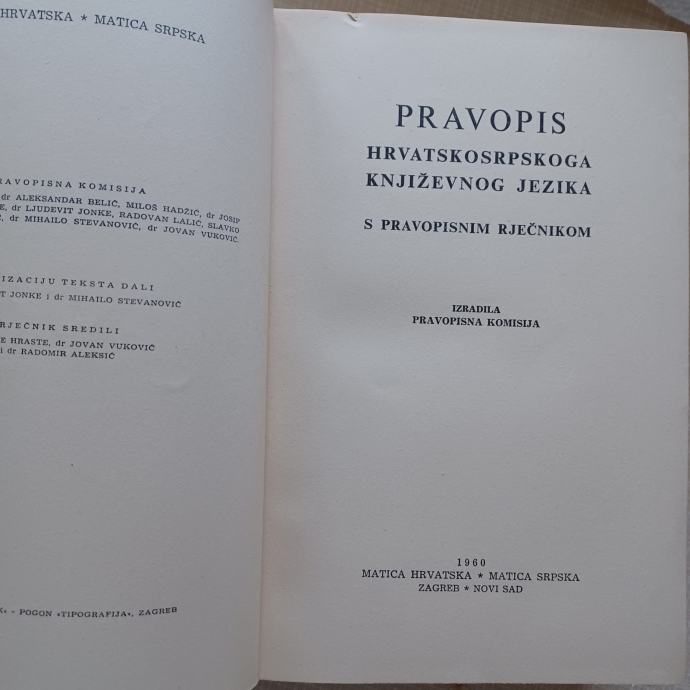 HRVATSKA * MATICA SRPSKA
PRAVOPISNA KOMISIJA
dr ALEKSANDAR BELIĆ, MILOŠ HADŽIĆ, dr JOSIP
dr LJUDEVIT JONKE, RADOVAN LALIĆ, SLAVKO
dr MIHAILO STEVANOVIĆ, dr JOVAN VUKOVIĆ
TEKSTA DALI
JONKE i dr MIHAILO STEVANOVIĆ
RJEČNIK SREDILI
HRASTE, dr JOVAN VUKOVIĆ
i dr RADOMIR ALEKSIĆ
- POGON »TIPOGRAFIJA«, ZAGREB
PRAVOPIS
HRVATSKOSRPSKOGA
KNJIŽEVNOG JEZIKA
S PRAVOPISNIM RJEČNIKOM
IZRADILA
PRAVOPISNA KOMISIJA
1960
MATICA HRVATSKA * MATICA SRPSKA
ZAGREB * NOVI SAD